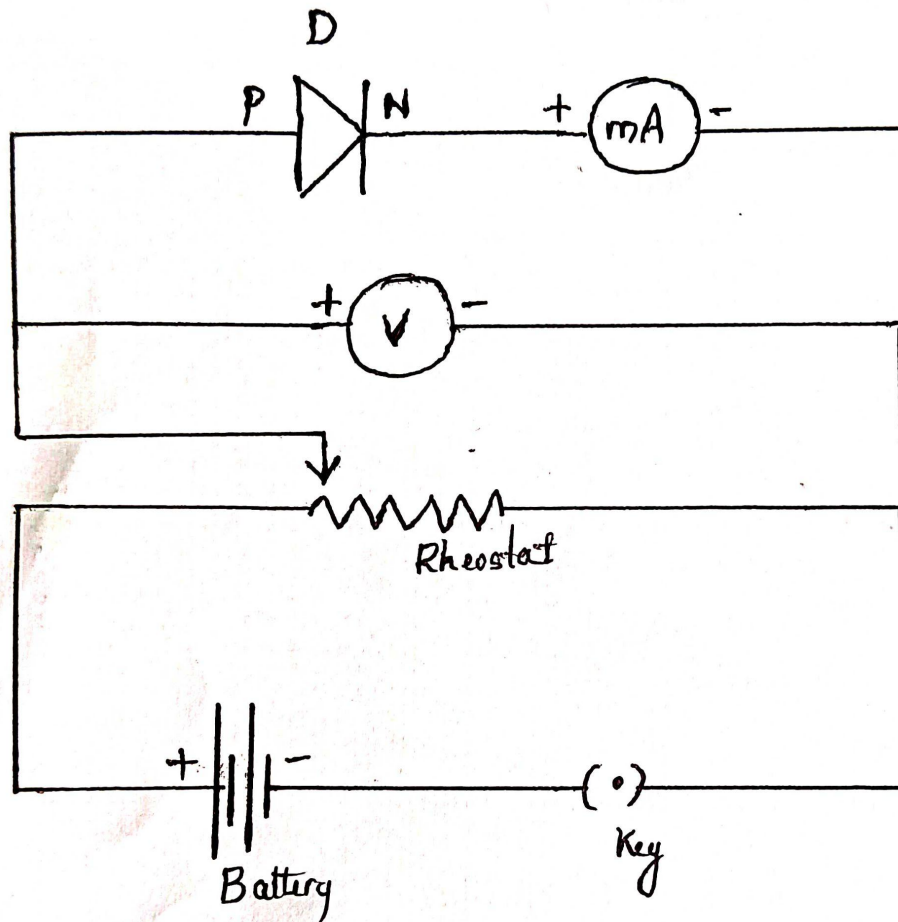 D
P N + mA -
+ V -
Rheostat
+ -
Battery
Key